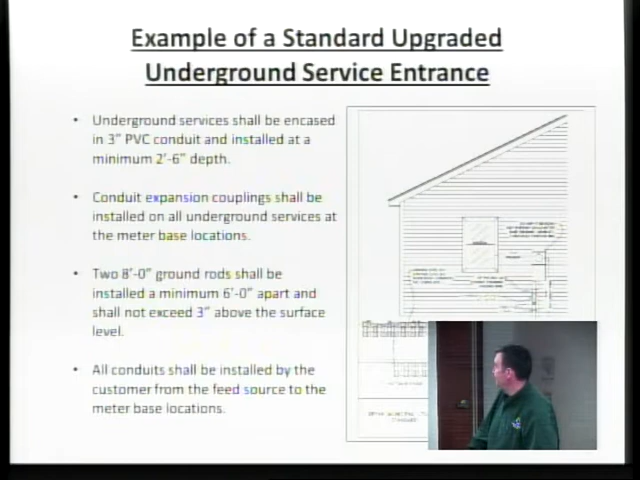 Example of a Standard Upgraded
Underground Service Entrance
• Underground services shall be encased
in 3" PVC conduit and installed at a
minimum 2'-6" depth.
• Conduit expansion couplings shall be
installed on all underground services at
the meter base locations.
• Two 8'-0" ground rods shall be
installed a minimum 6'-0" apart and
shall not exceed 3" above the surface
level.
• All conduits shall be installed by the
customer from the feed source to the
meter base locations.